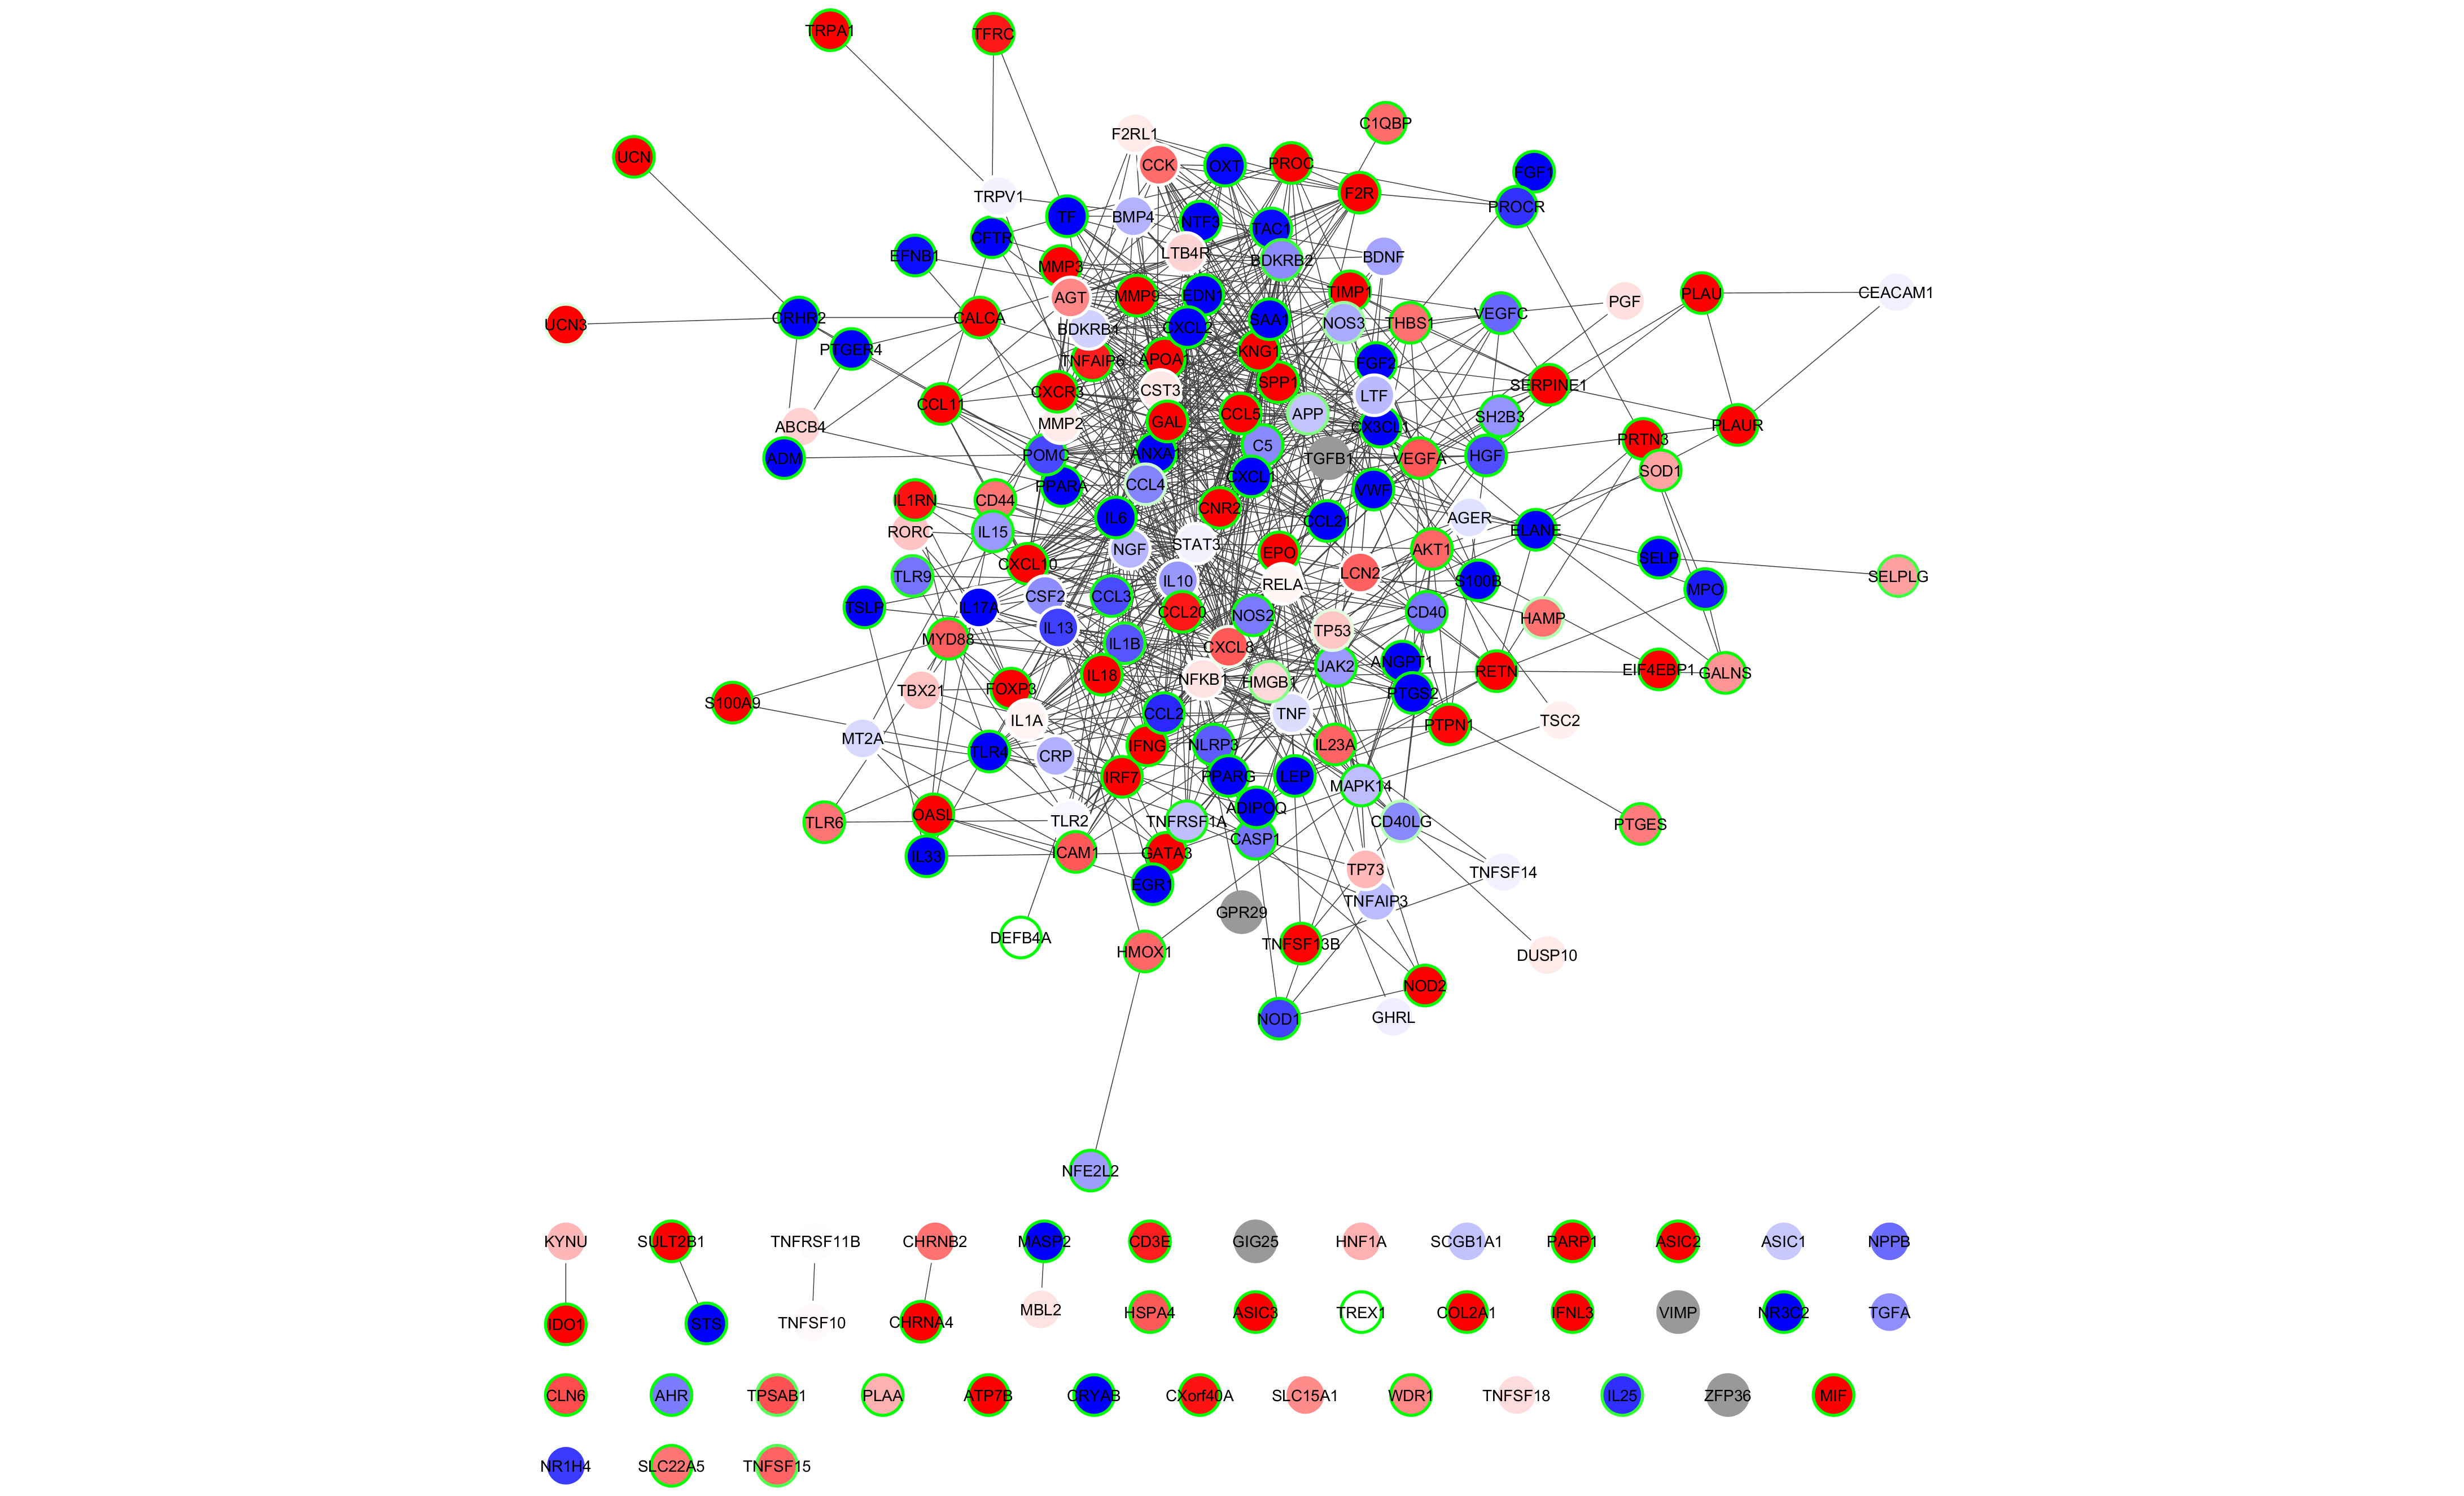 TRPA1
TFRC
C1QBP
F2RL1
UCN
CCK
OXT
PROC
FGF1
F2R
TRPV1
PROCR
TF
BMP4
NTF3
TAC1
CFTR
EFNB1
LTB4R
BDKRB2
BDNF
MMP3
TIMP1
PLAU
CEACAM1
AGT
MMP9
EDN1
PGF
UCN3
CRHR2
CALCA
BDKRB1
CXCL2
SAA1
NOS3
THBS1
VEGFC
PTGER4
TNFAIP6
APOA1
KNG1
FGF2
CXCR3
CST3
SPP1
SERPINE1
CCL11
LTF
ABCB4
MMP2
GAL
CCL5
APP
CX3CL1
SH2B3
PLAUR
PRTN3
ADM
POMC
ANXA1
C5
TGFB1
VEGFA
HGF
SOD1
PPARA
CCL4
CXCL1
VWF
IL1RN
CD44
IL6
CNR2
CCL21
AGER
RORC
IL15
NGF
STAT3
EPO
AKT1
ELANE
CXCL10
SELP
TLR9
IL10
RELA
LCN2
S100B
MPO
SELPLG
TSLP
IL17A
CSF2
CCL3
CCL20
NOS2
CD40
HAMP
MYD88
IL13
IL1B
CXCL8
TP53
IL18
JAK2
ANGPT1
RETN
EIF4EBP1
GALNS
S100A9
TBX21
FOXP3
NFKB1
HMGB1
PTGS2
IL1A
CCL2
TNF
PTPN1
TSC2
MT2A
TLR4
CRP
IFNG
NLRP3
IL23A
IRF7
PPARG
LEP
MAPK14
TLR6
OASL
TLR2
TNFRSF1A
ADIPOQ
CD40LG
PTGES
IL33
ICAM1
GATA3
CASP1
EGR1
TP73
TNFSF14
TNFAIP3
GPR29
DEFB4A
HMOX1
TNFSF13B
DUSP10
NOD2
NOD1
GHRL
NFE2L2
KYNU
SULT2B1
TNFRSF11B
CHRNB2
MASP2
CD3E
GIG25
HNF1A
SCGB1A1
PARP1
ASIC2
ASIC1
NPPB
IDO1
STS
TNFSF10
CHRNA4
MBL2
HSPA4
ASIC3
TREX1
COL2A1
IFNL3
VIMP
NR3C2
TGFA
CLN6
AHR
TPSAB1
PLAA
ATP7B
CRYAB
CXorf40A
SLC15A1
WDR1
TNFSF18
IL25
ZFP36
MIF
NR1H4
SLC22A5
TNFSF15